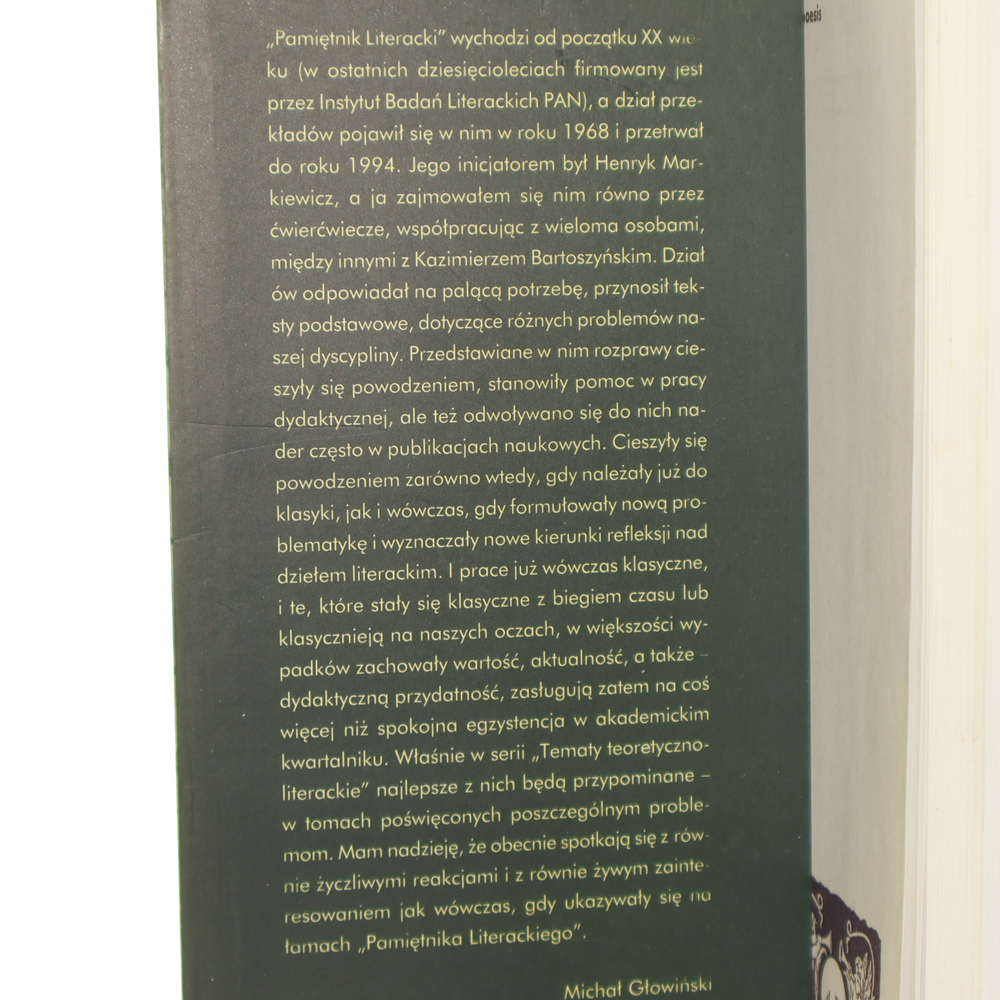 „Pamiętnik Literacki” wychodzi od początku XX wie-
ku (w ostatnich dziesięcioleciach firmowany jest
przez Instytut Badań Literackich PAN), a dział prze-
kładów pojawił się w nim w roku 1968 i przetrwał
do roku 1994. Jego inicjatorem był Henryk Mar-
kiewicz, a ja zajmowałem się nim równo przez
ćwierćwiecze, współpracując z wieloma osobami,
między innymi z Kazimierzem Bartoszyńskim. Dział
ów odpowiadał na palącą potrzebę, przynosił tek-
sty podstawowe, dotyczące różnych problemów na-
szej dyscypliny. Przedstawiane w nim rozprawy cie-
szyły się powodzeniem, stanowiły pomoc w pracy
dydaktycznej, ale też odwoływano się do nich na-
der często w publikacjach naukowych. Cieszyły się
powodzeniem zarówno wtedy, gdy należały już do
klasyki, jak i wówczas, gdy formułowały nową pro-
blematykę i wyznaczały nowe kierunki refleksji nad
dziełem literackim. I prace już wówczas klasyczne,
i te, które stały się klasyczne z biegiem czasu lub
klasycznieją na naszych oczach, w większości wy-
padków zachowały wartość, aktualność, a także –
dydaktyczną przydatność, zasługują zatem na coś
więcej niż spokojna egzystencja w akademickim
kwartalniku. Właśnie w serii „Tematy teoretyczno-
literackie” najlepsze z nich będą przypominane –
w tomach poświęconych poszczególnym proble-
mom. Mam nadzieję, że obecnie spotkają się z rów-
nie życzliwymi reakcjami i z równie żywym zainte-
resowaniem jak wówczas, gdy ukazywały się na
łamach „Pamiętnika Literackiego”.
Michał Głowiński